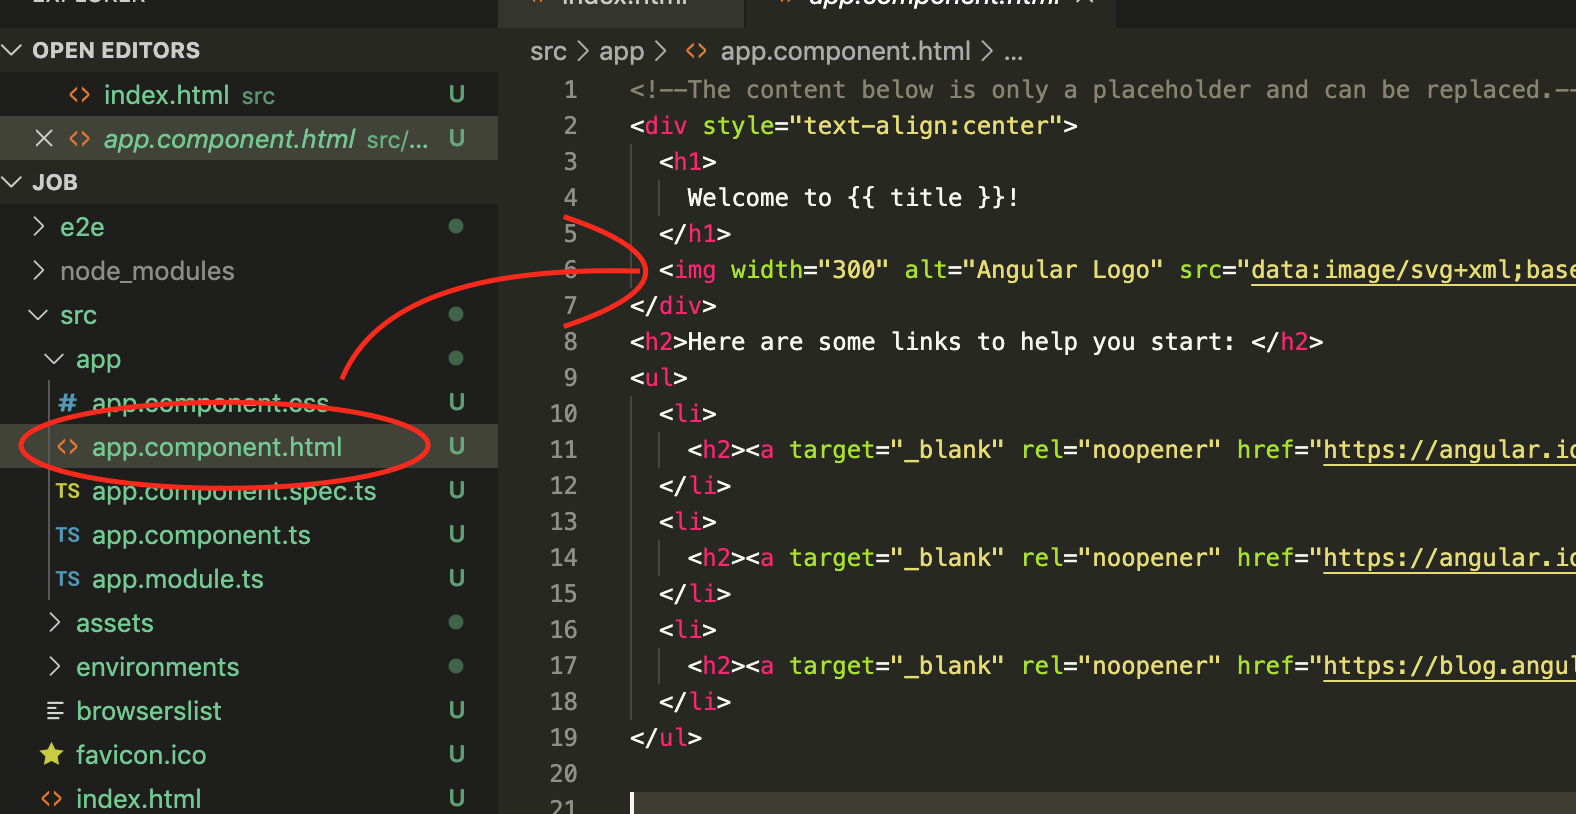 EXPLORER
OPEN EDITORS
index.html src U
app.component.html src/... U
JOB
e2e
node_modules
src
app
# app.component.css U
app.component.html U
TS app.component.spec.ts U
TS app.component.ts U
TS app.module.ts U
assets
environments
browserslist U
favicon.ico U
index.html U
index.html
app.component.html
src > app > <> app.component.html > ...
1 <!--The content below is only a placeholder and can be replaced.--
2 <div style="text-align:center">
3 <h1>
4 Welcome to {{ title }}!
5 </h1>
6 <img width="300" alt="Angular Logo" src="data:image/svg+xml;base
7 </div>
8 <h2>Here are some links to help you start: </h2>
9 <ul>
10 <li>
11 <h2><a target="_blank" rel="noopener" href="https://angular.io
12 </li>
13 <li>
14 <h2><a target="_blank" rel="noopener" href="https://angular.io
15 </li>
16 <li>
17 <h2><a target="_blank" rel="noopener" href="https://blog.angul
18 </li>
19 </ul>
20
21